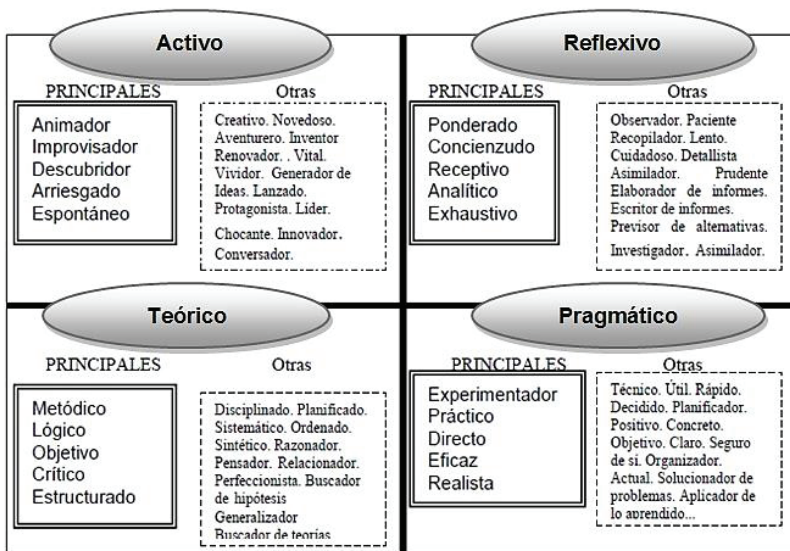 Activo
PRINCIPALES
Animador
Improvisador
Descubridor
Arriesgado
Espontáneo
Otras
Creativo. Novedoso.
Aventurero. Inventor
Renovador. . Vital.
Vividor. Generador de
Ideas. Lanzado.
Protagonista. Líder.
Chocante. Innovador.
Conversador.
Reflexivo
PRINCIPALES
Ponderado
Concienzudo
Receptivo
Analítico
Exhaustivo
Otras
Observador. Paciente
Recopilador. Lento.
Cuidadoso. Detallista
Asimilador. Prudente
Elaborador de informes.
Escritor de informes.
Previsor de alternativas.
Investigador. Asimilador.
Teórico
PRINCIPALES
Metódico
Lógico
Objetivo
Crítico
Estructurado
Otras
Disciplinado. Planificado.
Sistemático. Ordenado.
Sintético. Razonador.
Pensador. Relacionador.
Perfeccionista. Buscador
de hipótesis
Generalizador
Buscador de teorías
Pragmático
PRINCIPALES
Experimentador
Práctico
Directo
Eficaz
Realista
Otras
Técnico. Útil. Rápido.
Decidido. Planificador.
Positivo. Concreto.
Objetivo. Claro. Seguro
de sí. Organizador.
Actual. Solucionador de
problemas. Aplicador de
lo aprendido...